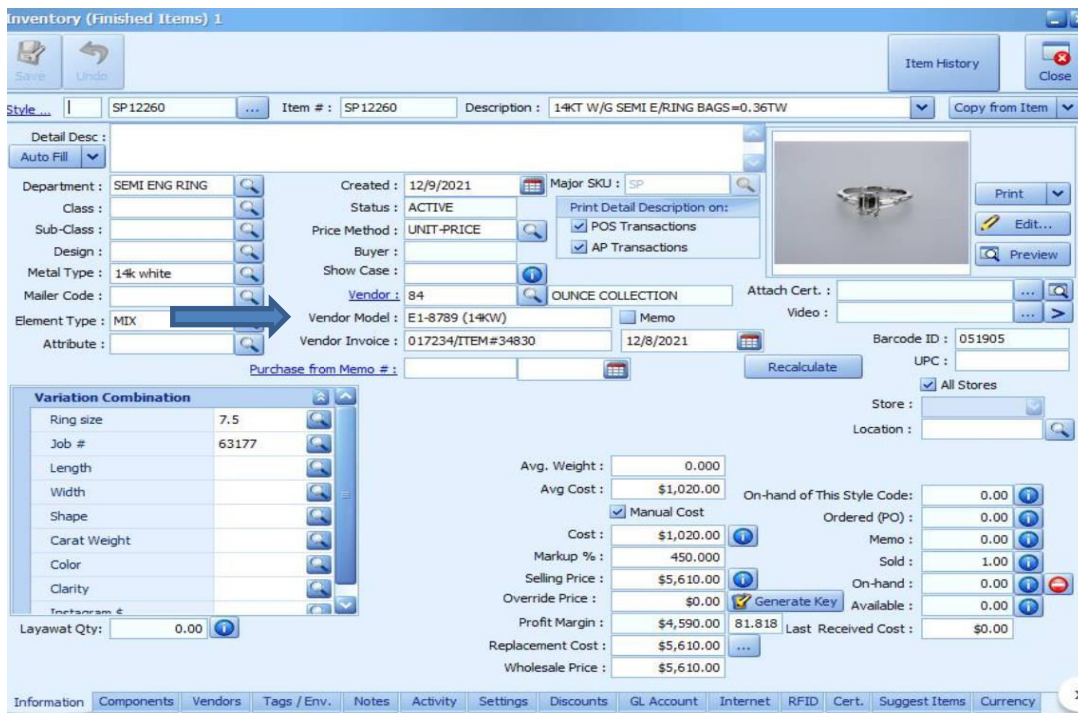 Inventory (Finished Items) 1
Save Undo Item History Close
Style ... SP12260 ... Item # : SP12260 Description : 14KT W/G SEMI E/RING BAGS=0.36TW Copy from Item
Detail Desc :
Auto Fill
Department : SEMI ENG RING Created : 12/9/2021 Major SKU : SP
Class : Status : ACTIVE Print Detail Description on:
Print
Sub-Class : Price Method : UNIT-PRICE POS Transactions Edit...
Design : Buyer : AP Transactions Preview
Metal Type : 14k white Show Case :
Mailer Code : Vendor : 84 OUNCE COLLECTION Attach Cert. : ...
Element Type : MIX Vendor Model : E1-8789 (14KW) Memo Video : ... >
Attribute : Vendor Invoice : 017234/ITEM#34830 12/8/2021 Barcode ID : 051905
Purchase from Memo # : Recalculate UPC :
All Stores
Variation Combination Store :
Ring size 7.5 Location :
Job # 63177
Length Avg. Weight : 0.000
Width Avg Cost : $1,020.00 On-hand of This Style Code: 0.00
Shape Manual Cost Ordered (PO) : 0.00
Carat Weight Cost : $1,020.00 Memo : 0.00
Color Markup % : 450.000 Sold : 1.00
Clarity Selling Price : $5,610.00 On-hand : 0.00
Instagram $ Override Price : $0.00 Generate Key Available : 0.00
Layawat Qty: 0.00 Profit Margin : $4,590.00 81.818 Last Received Cost : $0.00
Replacement Cost : $5,610.00 ...
Wholesale Price : $5,610.00
Information Components Vendors Tags / Env. Notes Activity Settings Discounts GL Account Internet RFID Cert. Suggest Items Currency